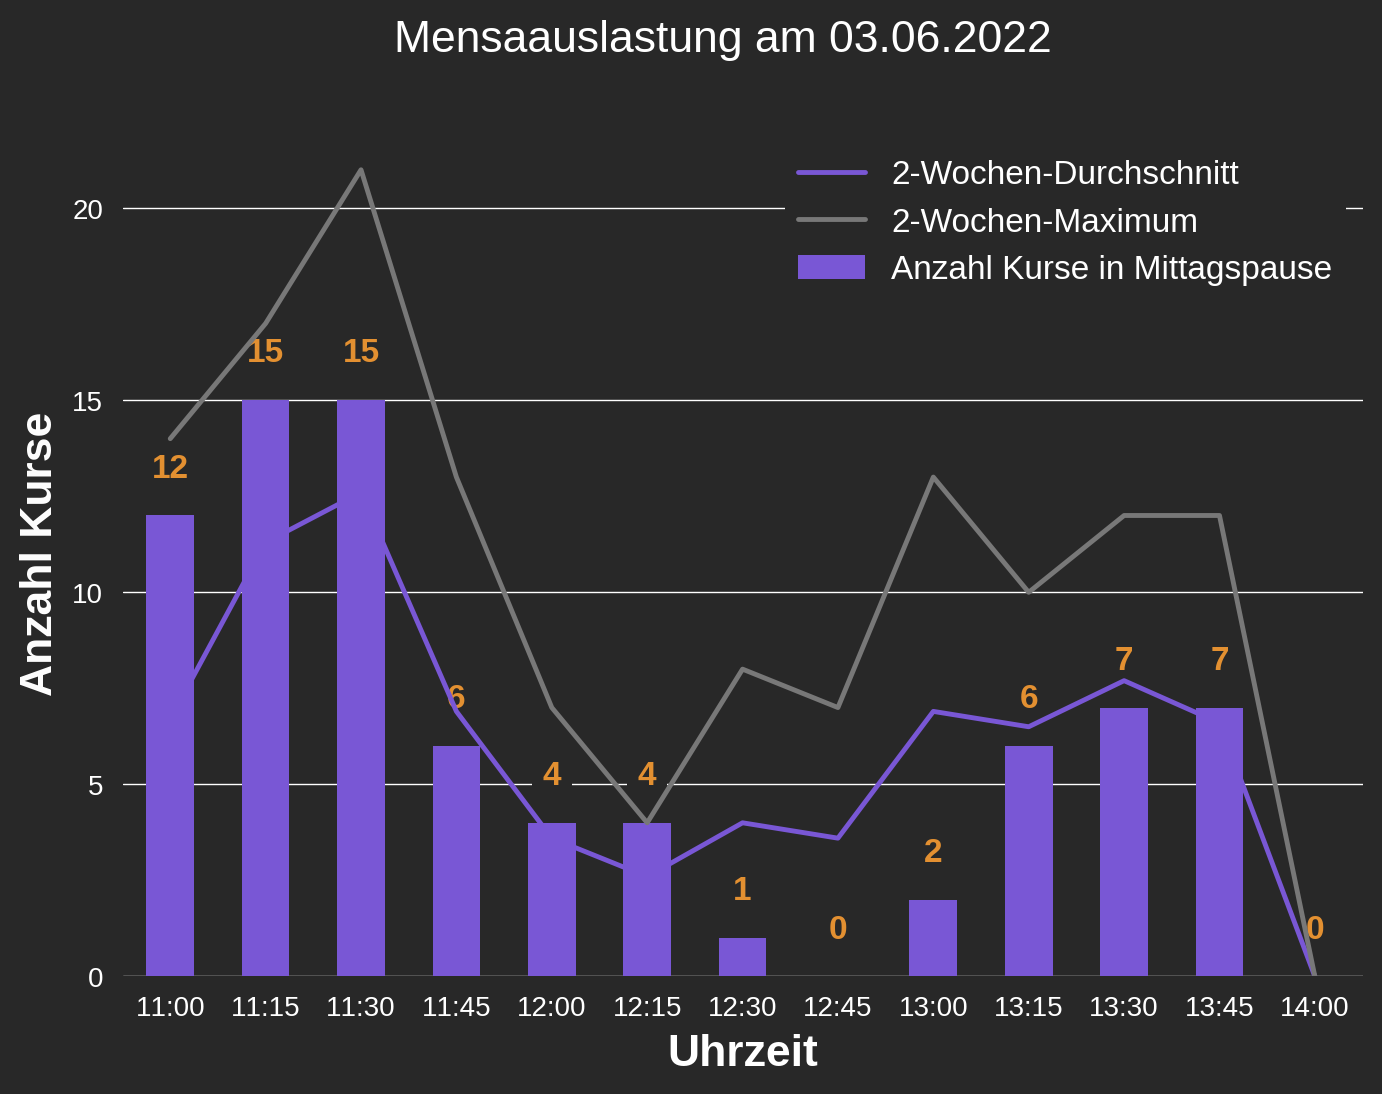 Mensaauslastung am 03.06.2022
2-Wochen-Durchschnitt
2-Wochen-Maximum
Anzahl Kurse in Mittagspause
Anzahl Kurse
20
15
10
5
0
12
15
15
6
4
4
1
0
2
6
7
7
0
11:00 11:15 11:30 11:45 12:00 12:15 12:30 12:45 13:00 13:15 13:30 13:45 14:00
Uhrzeit